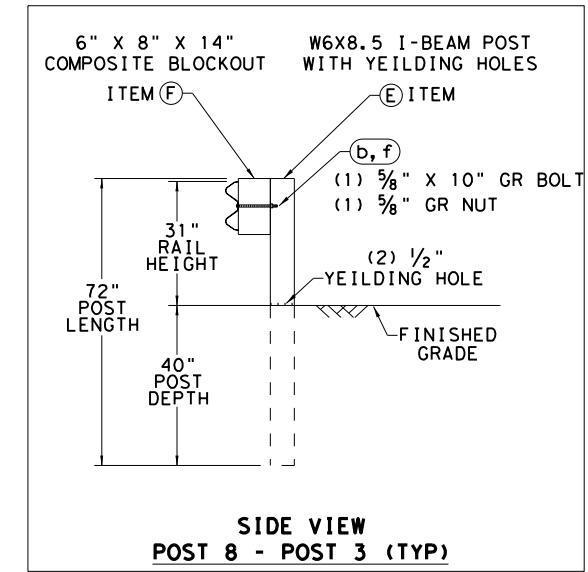 6" X 8" X 14"
COMPOSITE BLOCKOUT
ITEM F
W6X8.5 I-BEAM POST
WITH YEILDING HOLES
E ITEM
b, f
(1) 5/8" X 10" GR BOLT
(1) 5/8" GR NUT
31"
RAIL
HEIGHT
(2) 1/2"
YEILDING HOLE
72"
POST
LENGTH
FINISHED
GRADE
40"
POST
DEPTH
SIDE VIEW
POST 8 - POST 3 (TYP)